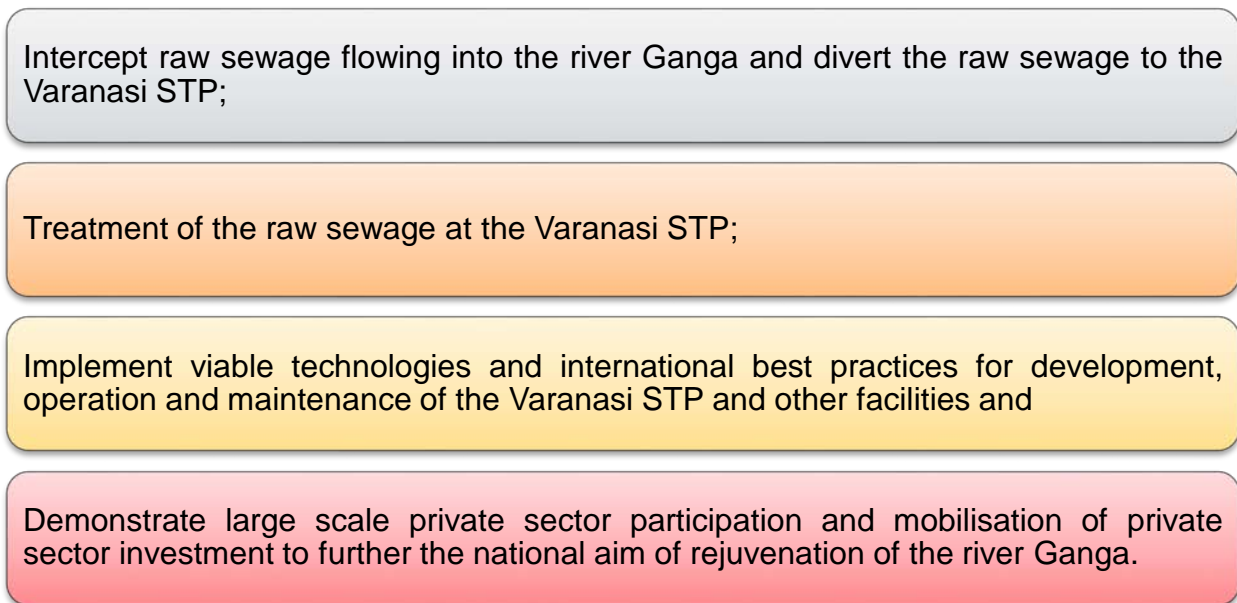 Intercept raw sewage flowing into the river Ganga and divert the raw sewage to the
Varanasi STP;
Treatment of the raw sewage at the Varanasi STP;
Implement viable technologies and international best practices for development,
operation and maintenance of the Varanasi STP and other facilities and
Demonstrate large scale private sector participation and mobilisation of private
sector investment to further the national aim of rejuvenation of the river Ganga.